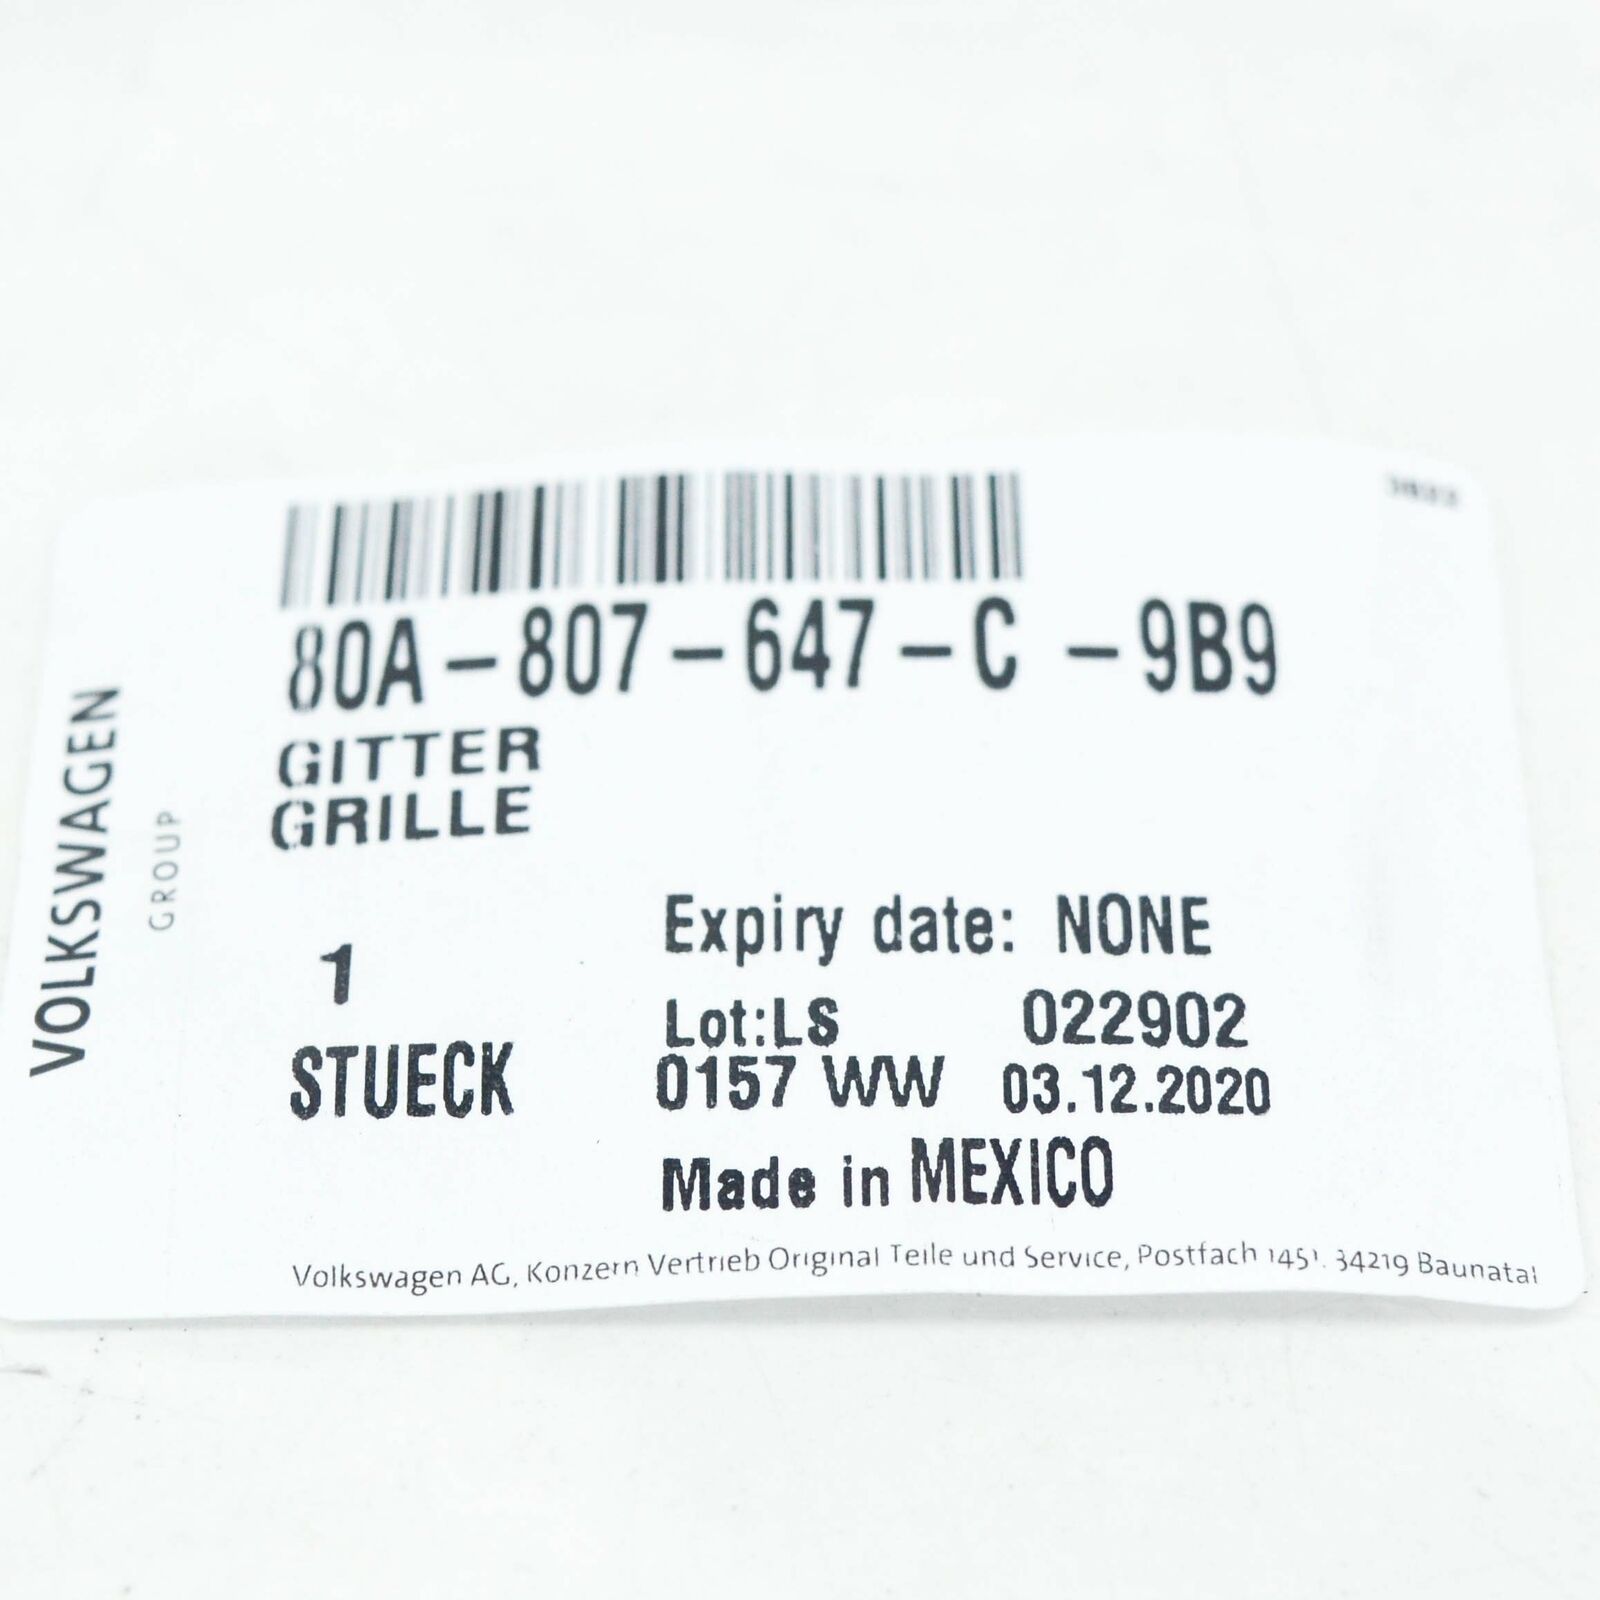 80A-807-647-C -9B9
GITTER
GRILLE
VOLKSWAGEN
GROUP
1
STUECK
Expiry date: NONE
Lot:LS 022902
0157 WW 03.12.2020
Made in MEXICO
Volkswagen AG, Konzern Vertrieb Original Teile und Service, Postfach 1451. 34219 Baunatal